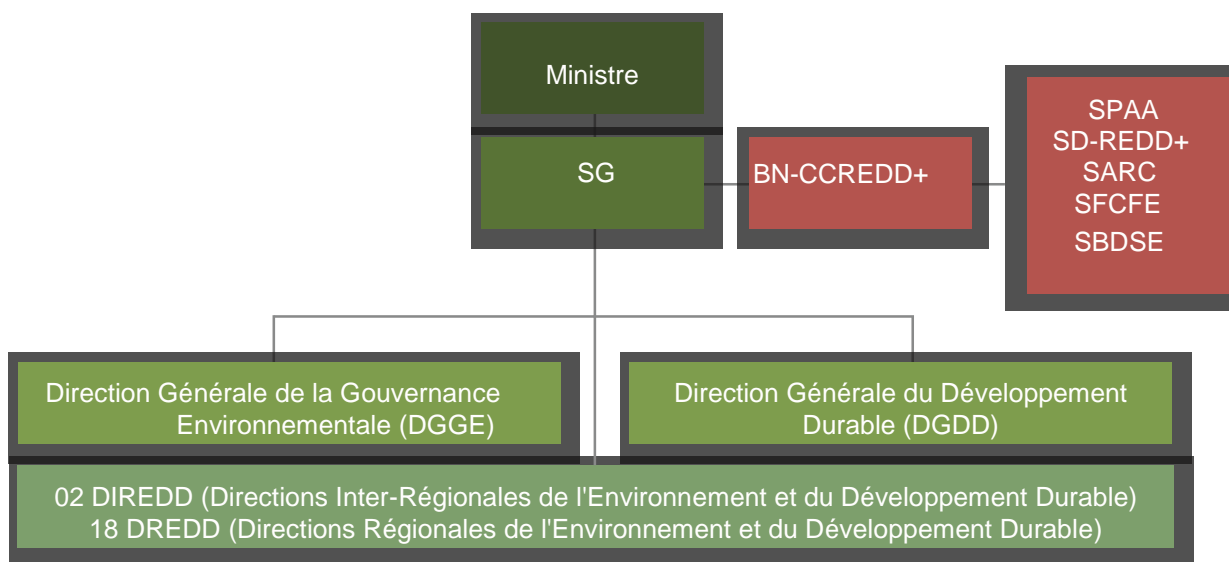 Ministre
SG
BN-CCREDD+
SPAA
SD-REDD+
SARC
SFCFE
SBDSE
Direction Générale de la Gouvernance
Environnementale (DGGE)
Direction Générale du Développement
Durable (DGDD)
02 DIREDD (Directions Inter-Régionales de l'Environnement et du Développement Durable)
18 DREDD (Directions Régionales de l'Environnement et du Développement Durable)